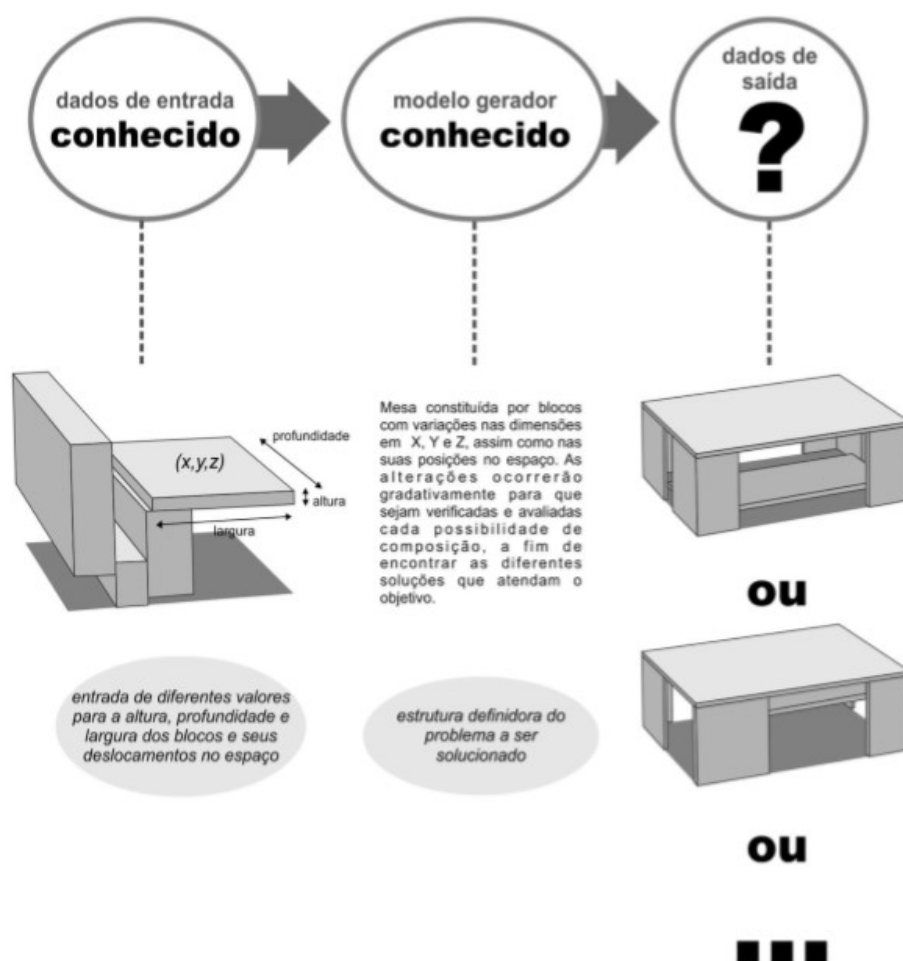 dados de entrada
conhecido
modelo gerador
conhecido
dados de
saída
?
(x,y,z)
profundidade
altura
largura
Mesa constituída por blocos
com variações nas dimensões
em X, Y e Z, assim como nas
suas posições no espaço. As
alterações ocorrerão
gradativamente para que
sejam verificadas e avaliadas
cada possibilidade de
composição, a fim de
encontrar as diferentes
soluções que atendam o
objetivo.
ou
entrada de diferentes valores
para a altura, profundidade e
largura dos blocos e seus
deslocamentos no espaço
estrutura definidora do
problema a ser
solucionado
ou
...